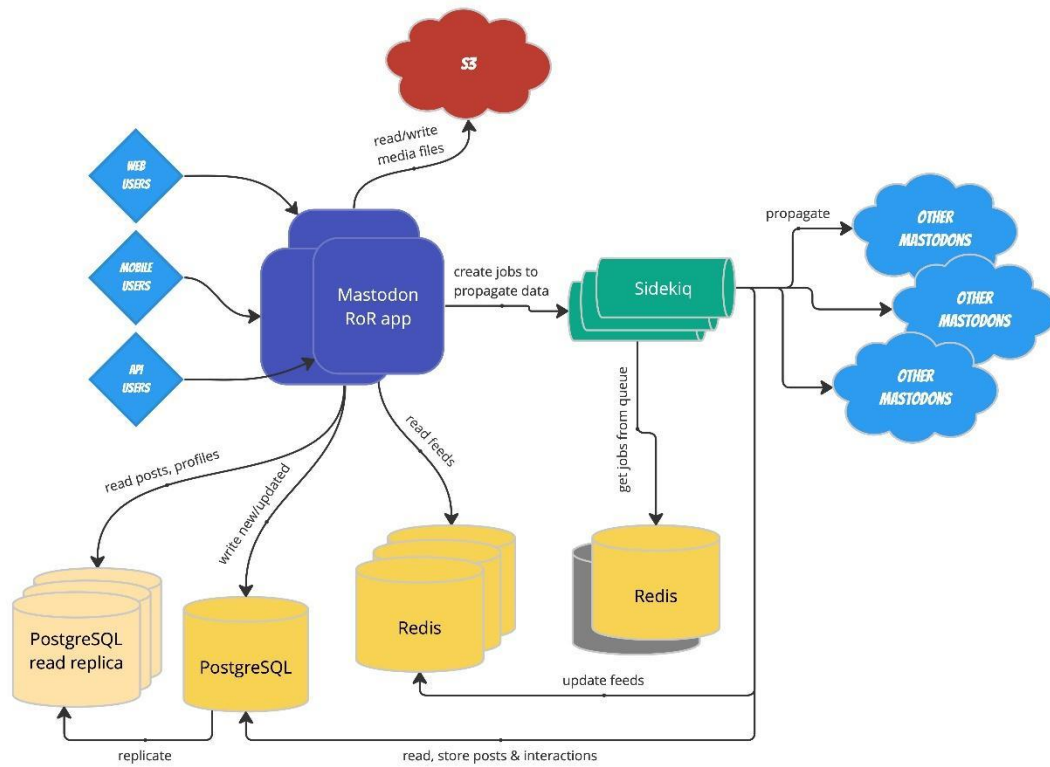 S3
read/write
media files
WEB
USERS
MOBILE
USERS
API
USERS
Mastodon
RoR app
create jobs to
propagate data
Sidekiq
propagate
OTHER
MASTODONS
OTHER
MASTODONS
OTHER
MASTODONS
read posts, profiles
write new/updated
read feeds
get jobs from queue
PostgreSQL
read replica
PostgreSQL
Redis
Redis
update feeds
replicate
read, store posts & interactions